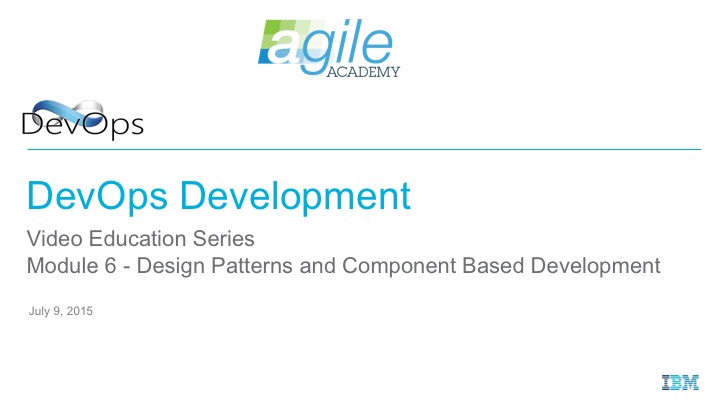 agile
ACADEMY
DevOps
DevOps Development
Video Education Series
Module 6 - Design Patterns and Component Based Development
July 9, 2015
IBM